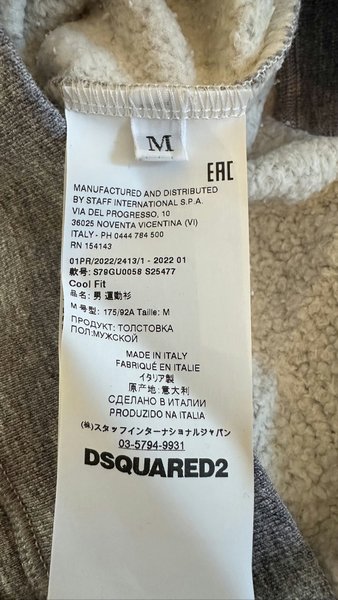 M
EAC
MANUFACTURED AND DISTRIBUTED
BY STAFF INTERNATIONAL S.P.A.
VIA DEL PROGRESSO, 10
36025 NOVENTA VICENTINA (VI)
ITALY - PH 0444 784 500
RN 154143
01PR/2022/2413/1 - 2022 01
款号: S79GU0058 S25477
Cool Fit
品名: 男 運動衫
M 号型: 175/92A Taille: M
ПРОДУКТ: ТОЛСТОВКА
ПОЛ:МУЖСКОЙ
MADE IN ITALY
FABRIQUÉ EN ITALIE
イタリア製
原产地: 意大利
СДЕЛАНО В ИТАЛИИ
PRODUZIDO NA ITALIA
(株)スタッフインターナショナルジャパン
03-5794-9931
DSQUARED2